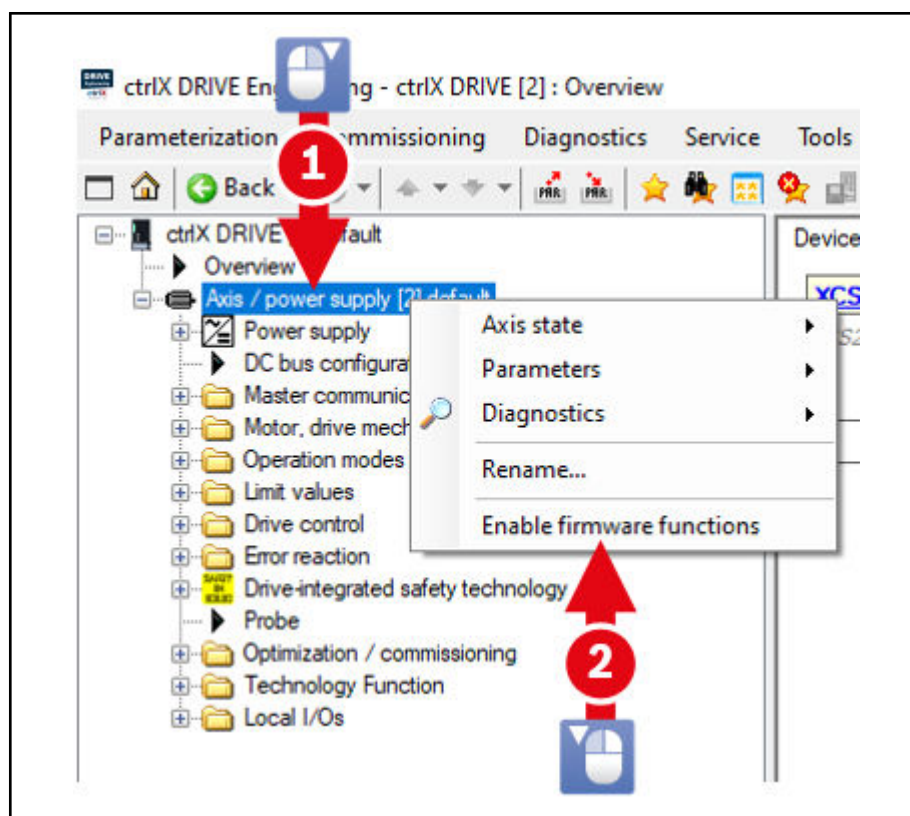 ctrlX DRIVE Eng ng - ctrlX DRIVE [2] : Overview
Parameterization mmissioning Diagnostics Service Tools
1
Back PAR PAR
ctrlX DRIVE fault
Device
Overview
Axis / power supply [2] default
XCS
Power supply
Axis state
DC bus configura
Parameters
Master communic
Diagnostics
Motor, drive mech
Operation modes
Rename...
Limit values
Drive control
Enable firmware functions
Error reaction
Drive-integrated safety technology
Probe
Optimization / commissioning
2
Technology Function
Local I/Os